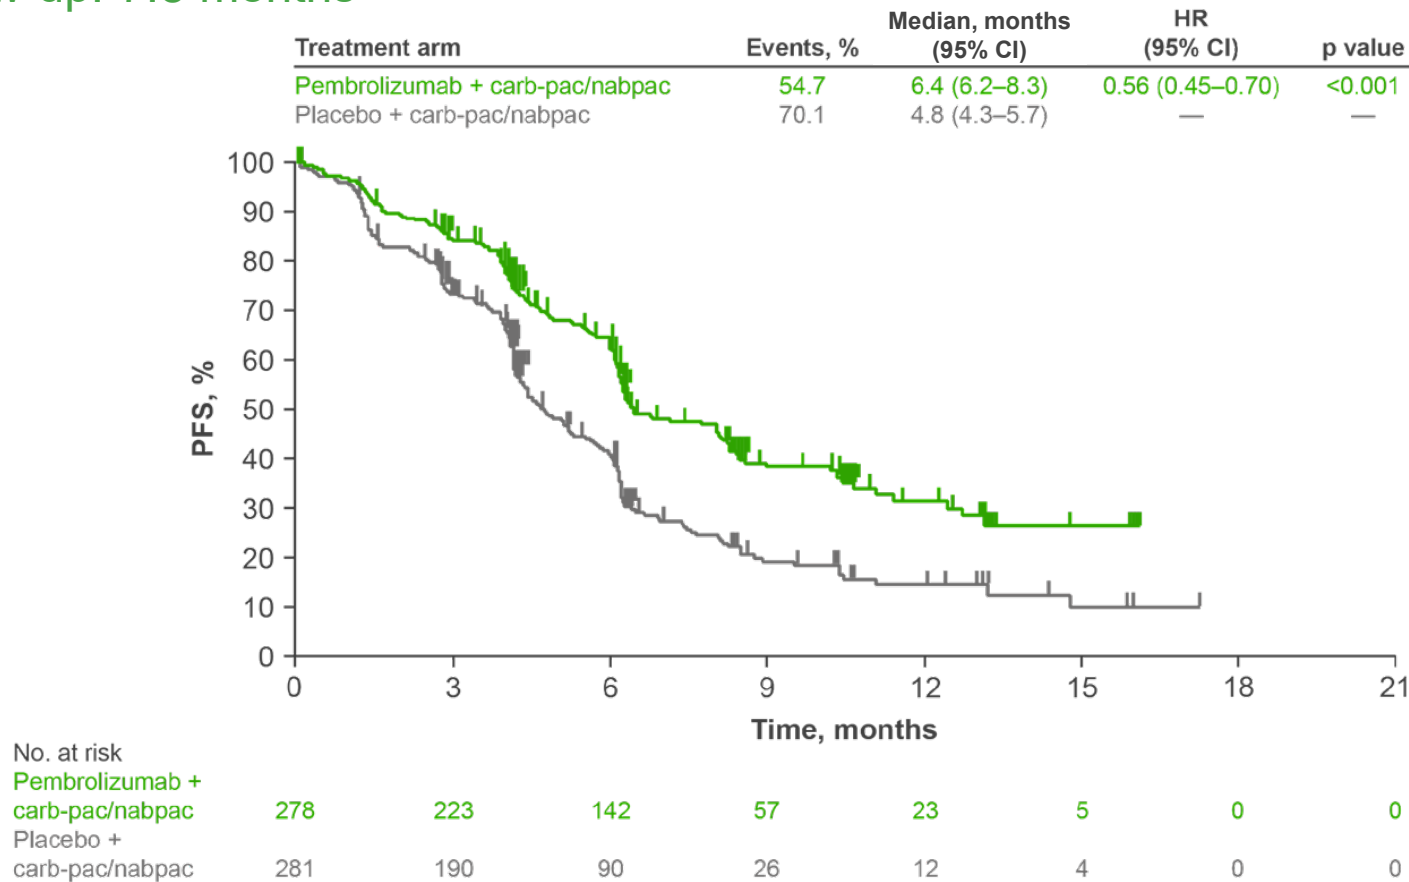 Median, months HR
Treatment arm Events, % (95% CI) (95% CI) p value
Pembrolizumab + carb-pac/nabpac 54.7 6.4 (6.2–8.3) 0.56 (0.45–0.70) <0.001
Placebo + carb-pac/nabpac 70.1 4.8 (4.3–5.7) — —
100
90
80
70
60
50
40
30
20
10
0
PFS, %
0 3 6 9 12 15 18 21
Time, months
No. at risk
Pembrolizumab +
carb-pac/nabpac 278 223 142 57 23 5 0 0
Placebo +
carb-pac/nabpac 281 190 90 26 12 4 0 0